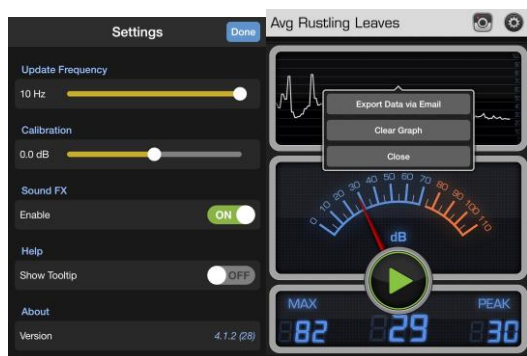 Settings
Done
Update Frequency
10 Hz
Calibration
0.0 dB
Sound FX
Enable
ON
Help
Show Tooltip
OFF
About
Version
4.1.2 (28)
Avg Rustling Leaves
Export Data via Email
Clear Graph
Close
0 10 20 30 40 50 60 70 80 90 100 110
dB
MAX
PEAK
82
29
30